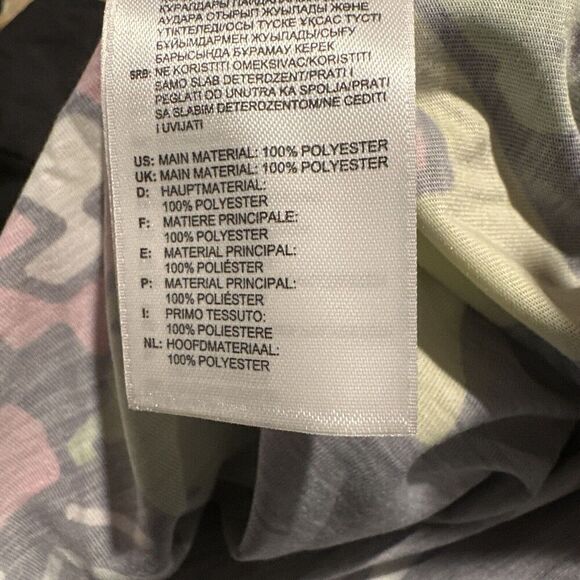 АУДАРА ОТЫРЫП ЖУЫЛАДЫ ЖӘНЕ
ҮТІКТЕЛЕДІ/ОСЫ ТҮСКЕ ҰҚСАС ТҮСТІ
БҰЙЫМДАРМЕН ЖУЫЛАДЫ/СЫҒУ
БАРЫСЫНДА БҰРАМАУ КЕРЕК
SRB: NE KORISTITI OMEKSIVAC/KORISTITI
SAMO SLAB DETERDZENT/PRATI I
PEGLATI OD UNUTRA KA SPOLJA/PRATI
SA SLABIM DETERDZENTOM/NE CEDITI
I UVIJATI
US: MAIN MATERIAL: 100% POLYESTER
UK: MAIN MATERIAL: 100% POLYESTER
D: HAUPTMATERIAL:
100% POLYESTER
F: MATIERE PRINCIPALE:
100% POLYESTER
E: MATERIAL PRINCIPAL:
100% POLIÉSTER
P: MATERIAL PRINCIPAL:
100% POLIÉSTER
I: PRIMO TESSUTO:
100% POLIESTERE
NL: HOOFDMATERIAAL:
100% POLYESTER